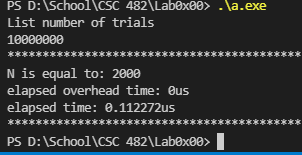 PS D:\School\CSC 482\Lab0x00> .\a.exe
List number of trials
10000000
******************************************
N is equal to: 2000
elapsed overhead time: 0us
elapsed time: 0.112272us
******************************************
PS D:\School\CSC 482\Lab0x00>